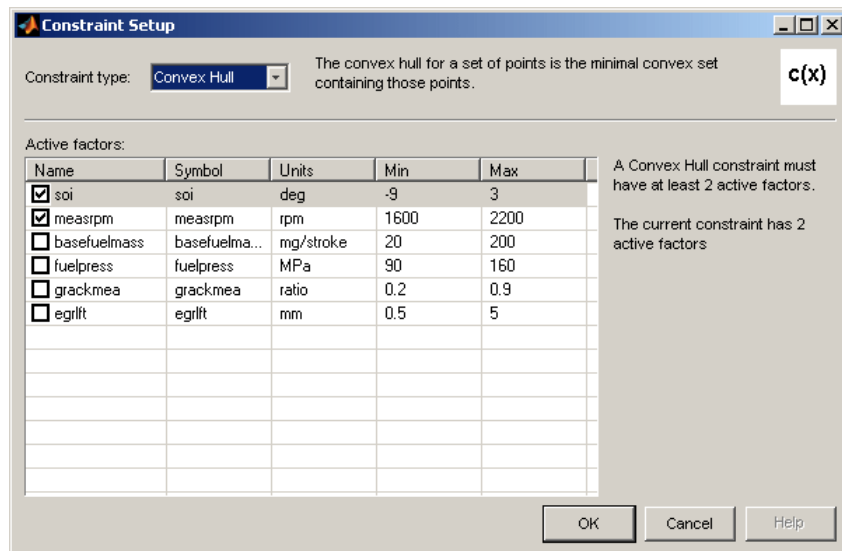 Constraint Setup
Constraint type: Convex Hull
The convex hull for a set of points is the minimal convex set
containing those points.
c(x)
Active factors:
Name Symbol Units Min Max
soi soi deg -9 3
measrpm measrpm rpm 1600 2200
basefuelmass basefuelma... mg/stroke 20 200
fuelpress fuelpress MPa 90 160
grackmea grackmea ratio 0.2 0.9
egrlft egrlft mm 0.5 5
A Convex Hull constraint must
have at least 2 active factors.
The current constraint has 2
active factors
OK Cancel Help